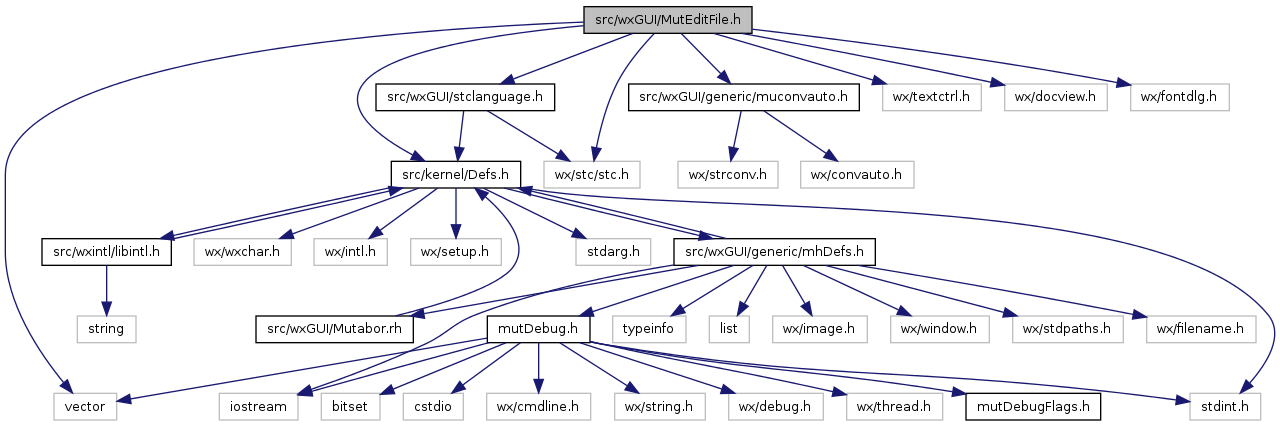 src/wxGUI/MutEditFile.h
src/wxGUI/stclanguage.h
src/wxGUI/generic/muconvauto.h
wx/textctrl.h
wx/docview.h
wx/fontdlg.h
src/kernel/Defs.h
wx/stc/stc.h
wx/strconv.h
wx/convauto.h
src/wxintl/libintl.h
wx/wxchar.h
wx/intl.h
wx/setup.h
stdarg.h
src/wxGUI/generic/mhDefs.h
string
src/wxGUI/Mutabor.rh
mutDebug.h
typeinfo
list
wx/image.h
wx/window.h
wx/stdpaths.h
wx/filename.h
vector
iostream
bitset
cstdio
wx/cmdline.h
wx/string.h
wx/debug.h
wx/thread.h
mutDebugFlags.h
stdint.h